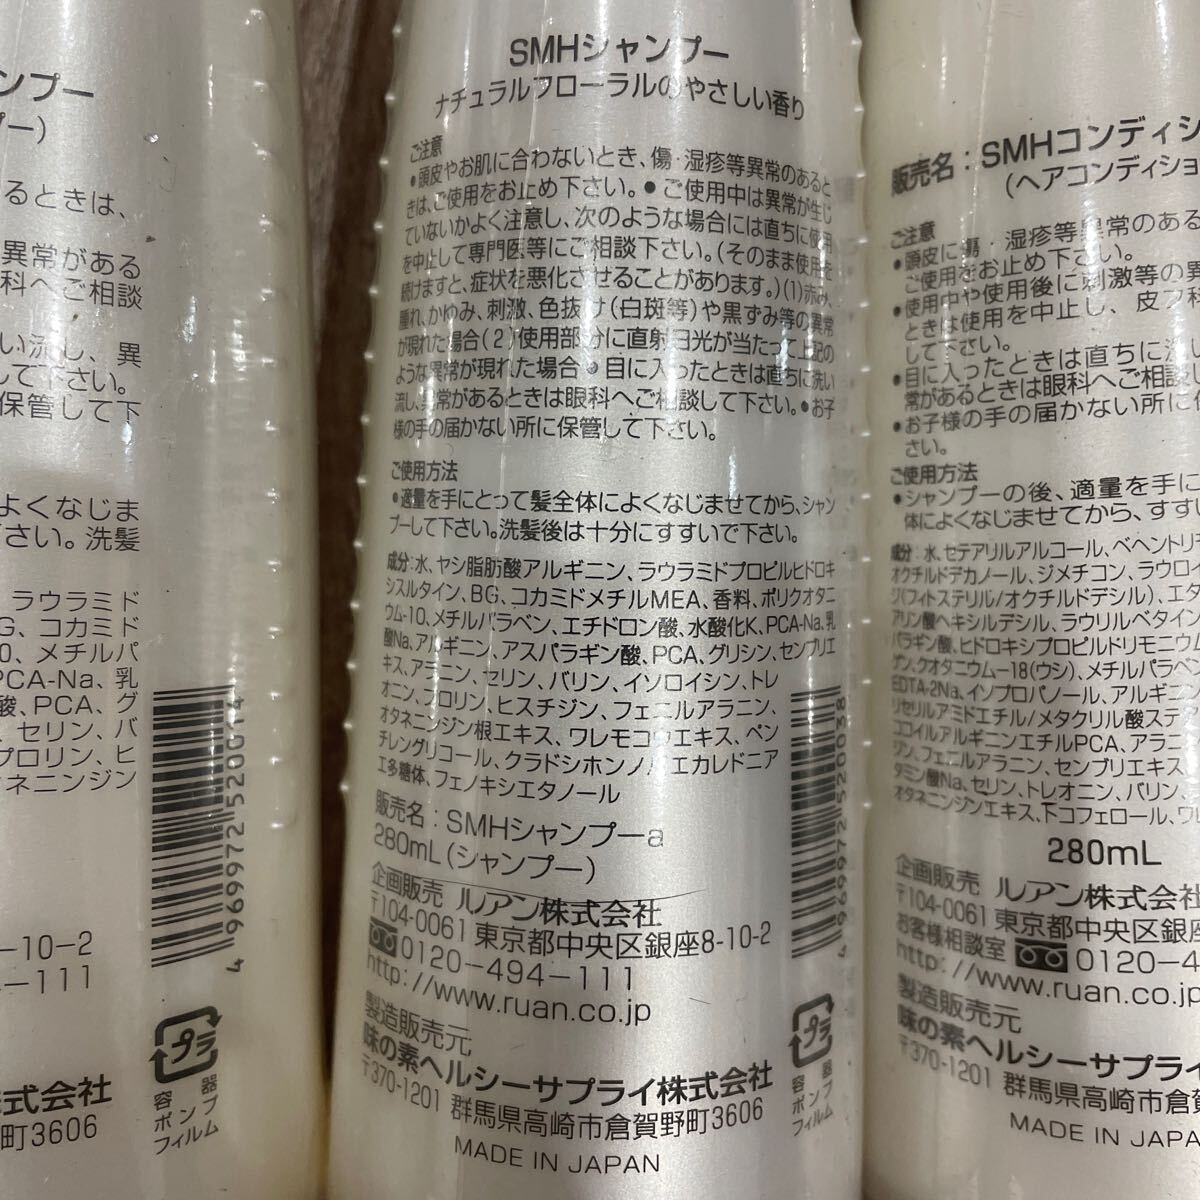 ンプー
プー)
るときは、
異常がある
科へご相談
い流し、異
して下さい。
保管して下
よくなじま
さい。洗髪
ラウラミド
G、コカミド
0、メチルパ
PCA-Na、乳
酸、PCA、グ
、セリン、バ
プロリン、ヒ
タネニンジン
-10-2
4-111
4969972520014
プラ
容器
ポンプ
フィルム
株式会社
町3606
SMHシャンプー
ナチュラルフローラルのやさしい香り
ご注意
●頭皮やお肌に合わないとき、傷・湿疹等異常のあると
きは、ご使用をお止め下さい。●ご使用中は異常が生じ
ていないかよく注意し、次のような場合には直ちに使用
を中止して専門医等にご相談下さい。(そのまま使用を
続けますと、症状を悪化させることがあります。)(1)赤み、
腫れ、かゆみ、刺激、色抜け(白斑等)や黒ずみ等の異常
が現れた場合(2)使用部分に直射日光が当たって上記の
ような異常が現れた場合●目に入ったときは直ちに洗い
流し、異常があるときは眼科へご相談して下さい。●お子
様の手の届かない所に保管して下さい。
ご使用方法
●適量を手にとって髪全体によくなじませてから、シャン
プーして下さい。洗髪後は十分にすすいで下さい。
成分:水、ヤシ脂肪酸アルギニン、ラウラミドプロピルヒドロキ
シスルタイン、BG、コカミドメチルMEA、香料、ポリクオタニ
ウム-10、メチルパラベン、エチドロン酸、水酸化K、PCA-Na、乳
酸Na、アルギニン、アスパラギン酸、PCA、グリシン、センブリエ
キス、アラニン、セリン、バリン、イソロイシン、トレ
オニン、プロリン、ヒスチジン、フェニルアラニン、
オタネニンジン根エキス、ワレモコウエキス、ペン
チレングリコール、クラドシホンノバエカレドニア
エ多糖体、フェノキシエタノール
販売名:SMHシャンプーa
280mL(シャンプー)
企画販売 ルアン株式会社
〒104-0061 東京都中央区銀座8-10-2
0120-494-111
http://www.ruan.co.jp
製造販売元
味の素ヘルシーサプライ株式会社
〒370-1201 群馬県高崎市倉賀野町3606
MADE IN JAPAN
4969972520038
プラ
容器
ポンプ
フィルム
販売名:SMHコンディシ
(ヘアコンディショ
ご注意
●頭皮に傷・湿疹等異常のある
ご使用をお止め下さい。
●使用中や使用後に刺激等の異
ときは使用を中止し、皮フ科
して下さい。
●目に入ったときは直ちに洗い
常があるときは眼科へご相談し
●お子様の手の届かない所に保
さい。
ご使用方法
●シャンプーの後、適量を手に
体によくなじませてから、すすい
成分:水、セテアリルアルコール、ベヘントリモ
オクチルドデカノール、ジメチコン、ラウロイ
ジ(フィトステリル/オクチルドデシル)、エタ
アリン酸ヘキシルデシル、ラウリルベタイン
パラギン酸、ヒドロキシプロピルドリモニウム
ゲン、クオタニウム-18(ウシ)、メチルパラベ
EDTA-2Na、イソプロパノール、アルギニン
リセリルアミドエチル/メタクリル酸ステ
ココイルアルギニンエチルPCA、アラニ
ジン、フェニルアラニン、センブリエキス
タミン酸Na、セリン、トレオニン、バリン、
オタネニンジンエキス、トコフェロール、ワレ
280mL
企画販売 ルアン株式会社
〒104-0061 東京都中央区
お客様相談室 0120-4
http://www.ruan.co
製造販売元
味の素ヘルシーサプラ
〒370-1201 群馬県高崎市倉賀
MADE IN JAPAN